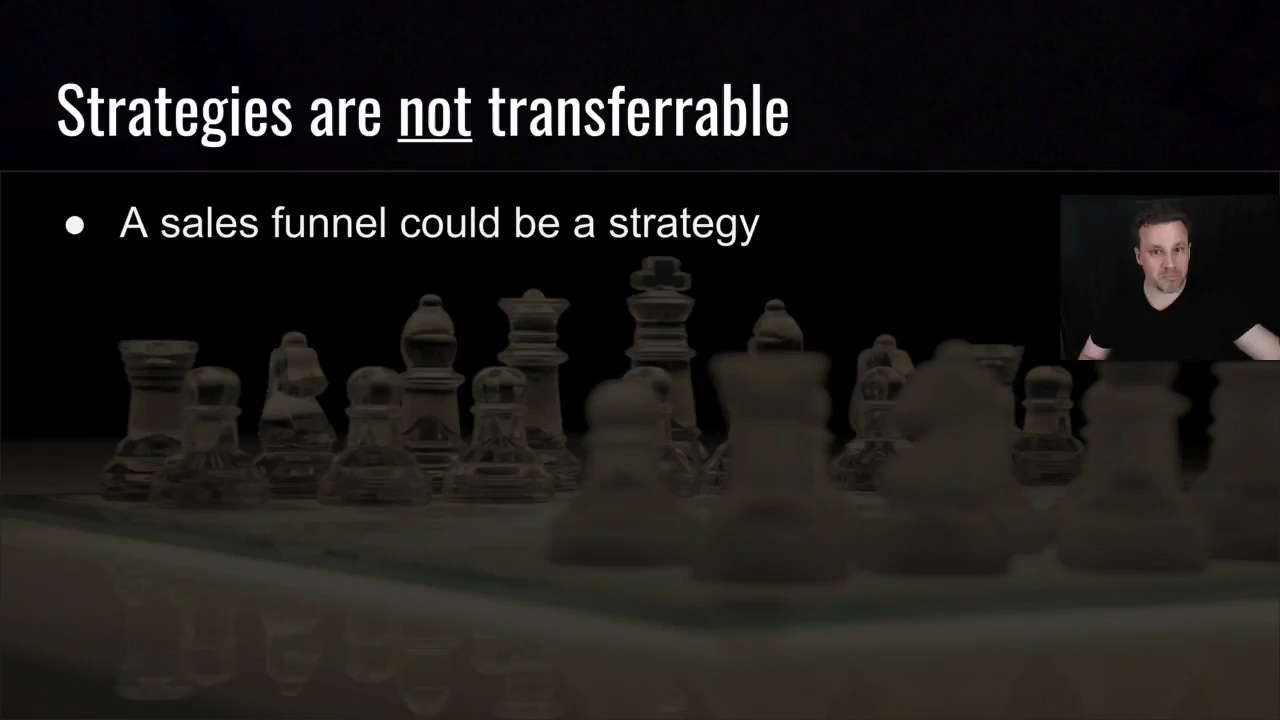 Strategies are not transferrable
● A sales funnel could be a strategy